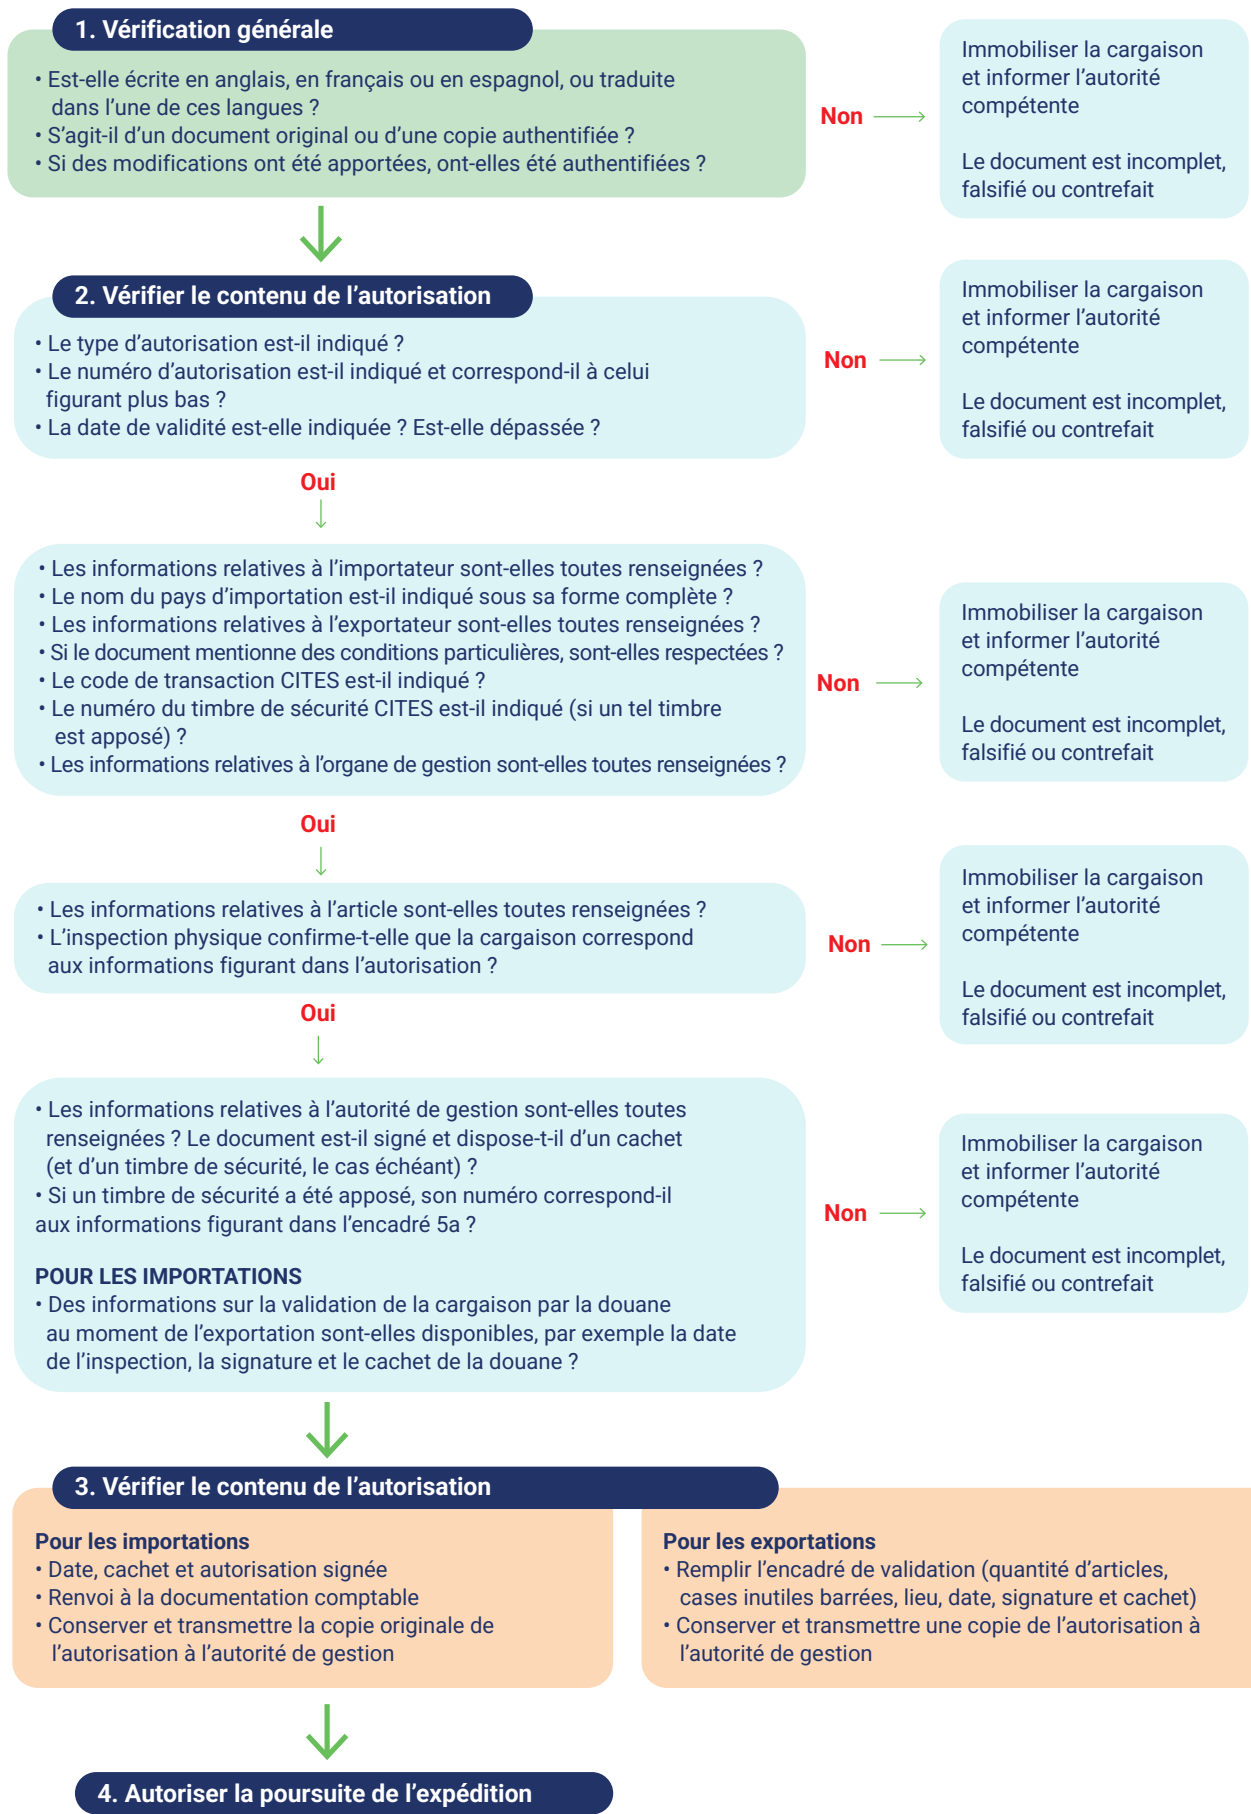 1. Vérification générale
• Est-elle écrite en anglais, en français ou en espagnol, ou traduite
dans l’une de ces langues ?
• S’agit-il d’un document original ou d’une copie authentifiée ?
• Si des modifications ont été apportées, ont-elles été authentifiées ?
Non
Immobiliser la cargaison
et informer l’autorité
compétente
Le document est incomplet,
falsifié ou contrefait
2. Vérifier le contenu de l’autorisation
• Le type d’autorisation est-il indiqué ?
• Le numéro d’autorisation est-il indiqué et correspond-il à celui
figurant plus bas ?
• La date de validité est-elle indiquée ? Est-elle dépassée ?
Non
Immobiliser la cargaison
et informer l’autorité
compétente
Le document est incomplet,
falsifié ou contrefait
Oui
• Les informations relatives à l’importateur sont-elles toutes renseignées ?
• Le nom du pays d’importation est-il indiqué sous sa forme complète ?
• Les informations relatives à l’exportateur sont-elles toutes renseignées ?
• Si le document mentionne des conditions particulières, sont-elles respectées ?
• Le code de transaction CITES est-il indiqué ?
• Le numéro du timbre de sécurité CITES est-il indiqué (si un tel timbre
est apposé) ?
• Les informations relatives à l’organe de gestion sont-elles toutes renseignées ?
Non
Immobiliser la cargaison
et informer l’autorité
compétente
Le document est incomplet,
falsifié ou contrefait
Oui
• Les informations relatives à l’article sont-elles toutes renseignées ?
• L’inspection physique confirme-t-elle que la cargaison correspond
aux informations figurant dans l’autorisation ?
Non
Immobiliser la cargaison
et informer l’autorité
compétente
Le document est incomplet,
falsifié ou contrefait
Oui
• Les informations relatives à l’autorité de gestion sont-elles toutes
renseignées ? Le document est-il signé et dispose-t-il d’un cachet
(et d’un timbre de sécurité, le cas échéant) ?
• Si un timbre de sécurité a été apposé, son numéro correspond-il
aux informations figurant dans l’encadré 5a ?
POUR LES IMPORTATIONS
• Des informations sur la validation de la cargaison par la douane
au moment de l’exportation sont-elles disponibles, par exemple la date
de l’inspection, la signature et le cachet de la douane ?
Non
Immobiliser la cargaison
et informer l’autorité
compétente
Le document est incomplet,
falsifié ou contrefait
3. Vérifier le contenu de l’autorisation
Pour les importations
• Date, cachet et autorisation signée
• Renvoi à la documentation comptable
• Conserver et transmettre la copie originale de
l’autorisation à l’autorité de gestion
Pour les exportations
• Remplir l’encadré de validation (quantité d’articles,
cases inutiles barrées, lieu, date, signature et cachet)
• Conserver et transmettre une copie de l’autorisation à
l’autorité de gestion
4. Autoriser la poursuite de l’expédition